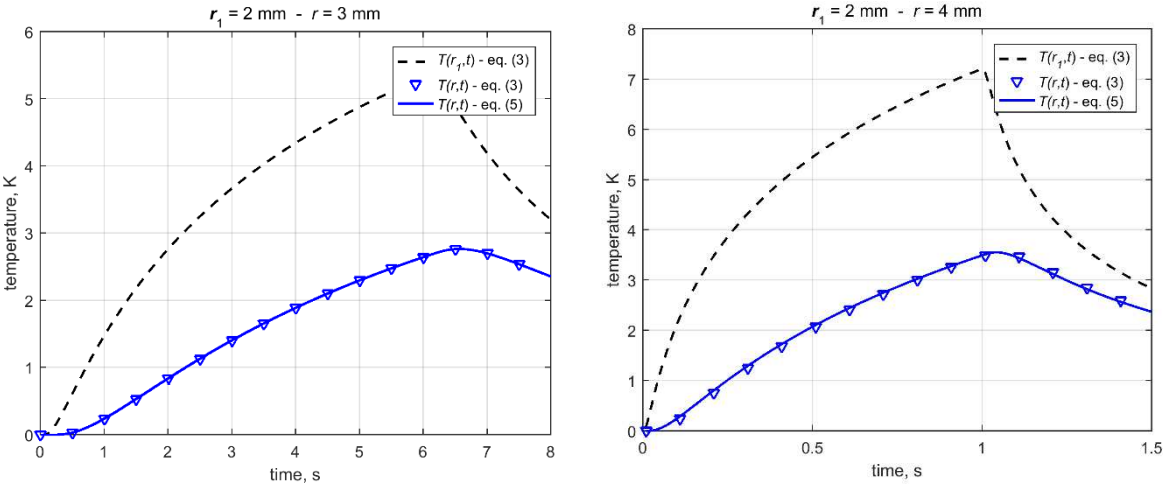 r1 = 2 mm - r = 3 mm
temperature, K
6
5
4
3
2
1
0
T(r1,t) - eq. (3)
T(r,t) - eq. (3)
T(r,t) - eq. (5)
0 1 2 3 4 5 6 7 8
time, s
r1 = 2 mm - r = 4 mm
temperature, K
8
7
6
5
4
3
2
1
0
T(r1,t) - eq. (3)
T(r,t) - eq. (3)
T(r,t) - eq. (5)
0 0.5 1 1.5
time, s